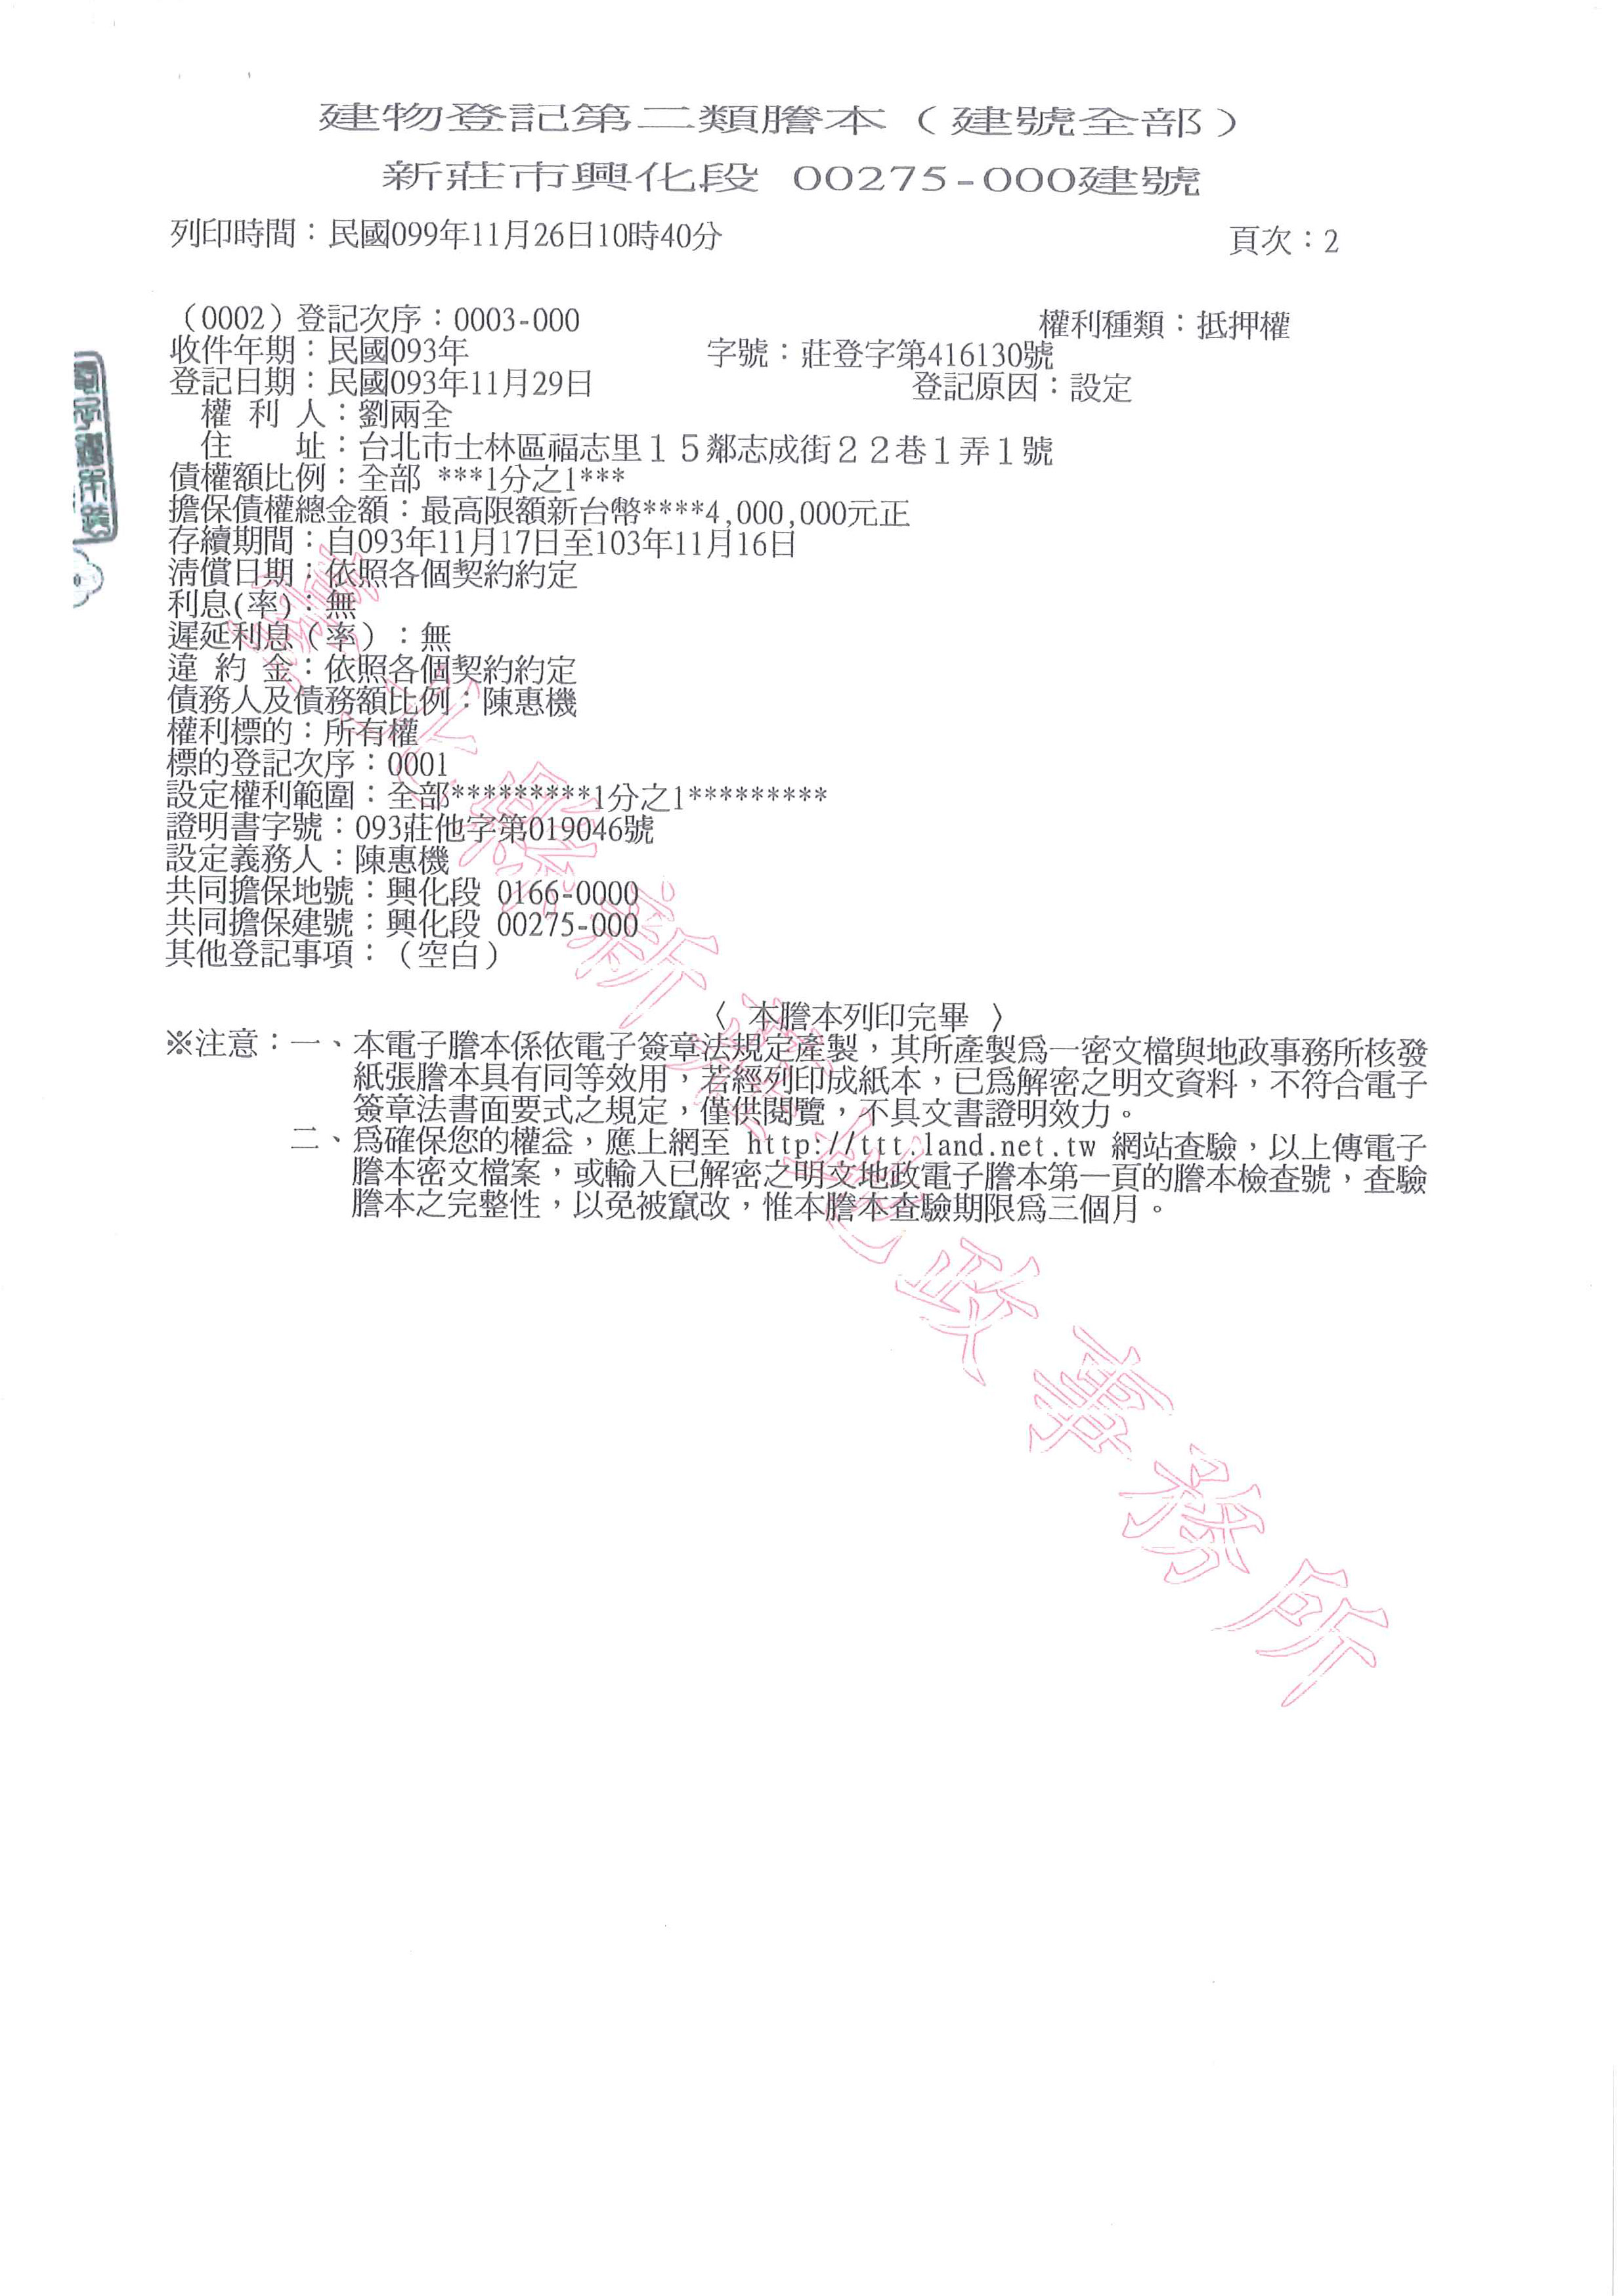 建物登記第二類謄本（建號全部）
新莊市興化段 00275-000建號
列印時間：民國099年11月26日10時40分 頁次：2
（0002）登記次序：0003-000 權利種類：抵押權
收件年期：民國093年 字號：莊登字第416130號
登記日期：民國093年11月29日 登記原因：設定
權 利 人：劉兩全
住 址：台北市士林區福志里１５鄰志成街２２巷１弄１號
債權額比例：全部 ***1分之1***
擔保債權總金額：最高限額新台幣****4,000,000元正
存續期間：自093年11月17日至103年11月16日
清償日期：依照各個契約約定
利息(率)：無
遲延利息（率）：無
違 約 金：依照各個契約約定
債務人及債務額比例：陳惠機
權利標的：所有權
標的登記次序：0001
設定權利範圍：全部*********1分之1*********
證明書字號：093莊他字第019046號
設定義務人：陳惠機
共同擔保地號：興化段 0166-0000
共同擔保建號：興化段 00275-000
其他登記事項：（空白）
〈 本謄本列印完畢 〉
※注意：一、本電子謄本係依電子簽章法規定產製，其所產製為一密文檔與地政事務所核發
紙張謄本具有同等效用，若經列印成紙本，已為解密之明文資料，不符合電子
簽章法書面要式之規定，僅供閱覽，不具文書證明效力。
二、為確保您的權益，應上網至 http://ttt.land.net.tw 網站查驗，以上傳電子
謄本密文檔案，或輸入已解密之明文地政電子謄本第一頁的謄本檢查號，查驗
謄本之完整性，以免被竄改，惟本謄本查驗期限為三個月。
臺北縣新莊地政事務所